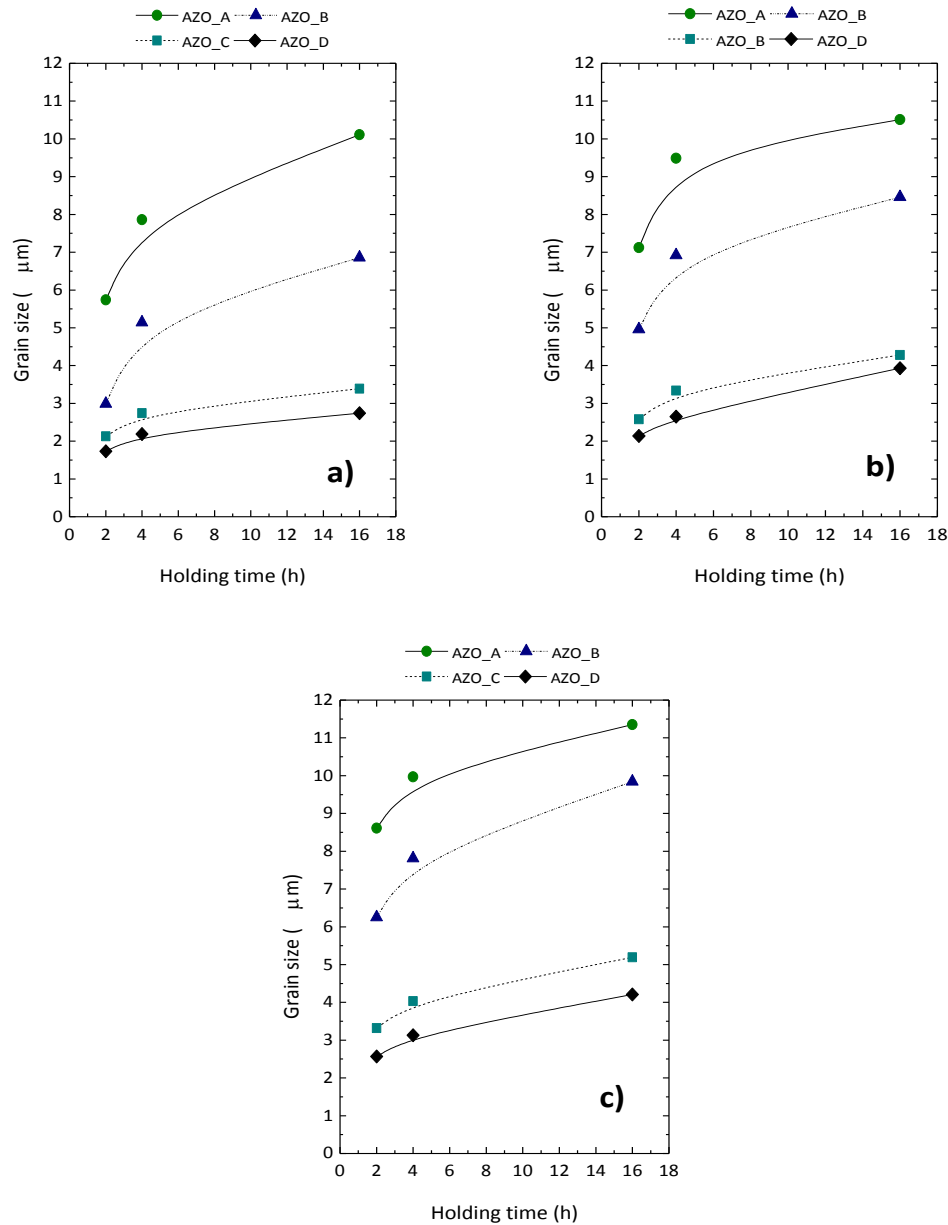 AZO_A AZO_B
AZO_C AZO_D
12
11
10
9
8
7
6
5
4
3
2
1
0
Grain size ( μm)
a)
0 2 4 6 8 10 12 14 16 18
Holding time (h)
AZO_A AZO_B
AZO_B AZO_D
12
11
10
9
8
7
6
5
4
3
2
1
0
Grain size ( μm)
b)
0 2 4 6 8 10 12 14 16 18
Holding time (h)
AZO_A AZO_B
AZO_C AZO_D
12
11
10
9
8
7
6
5
4
3
2
1
0
Grain size ( μm)
c)
0 2 4 6 8 10 12 14 16 18
Holding time (h)